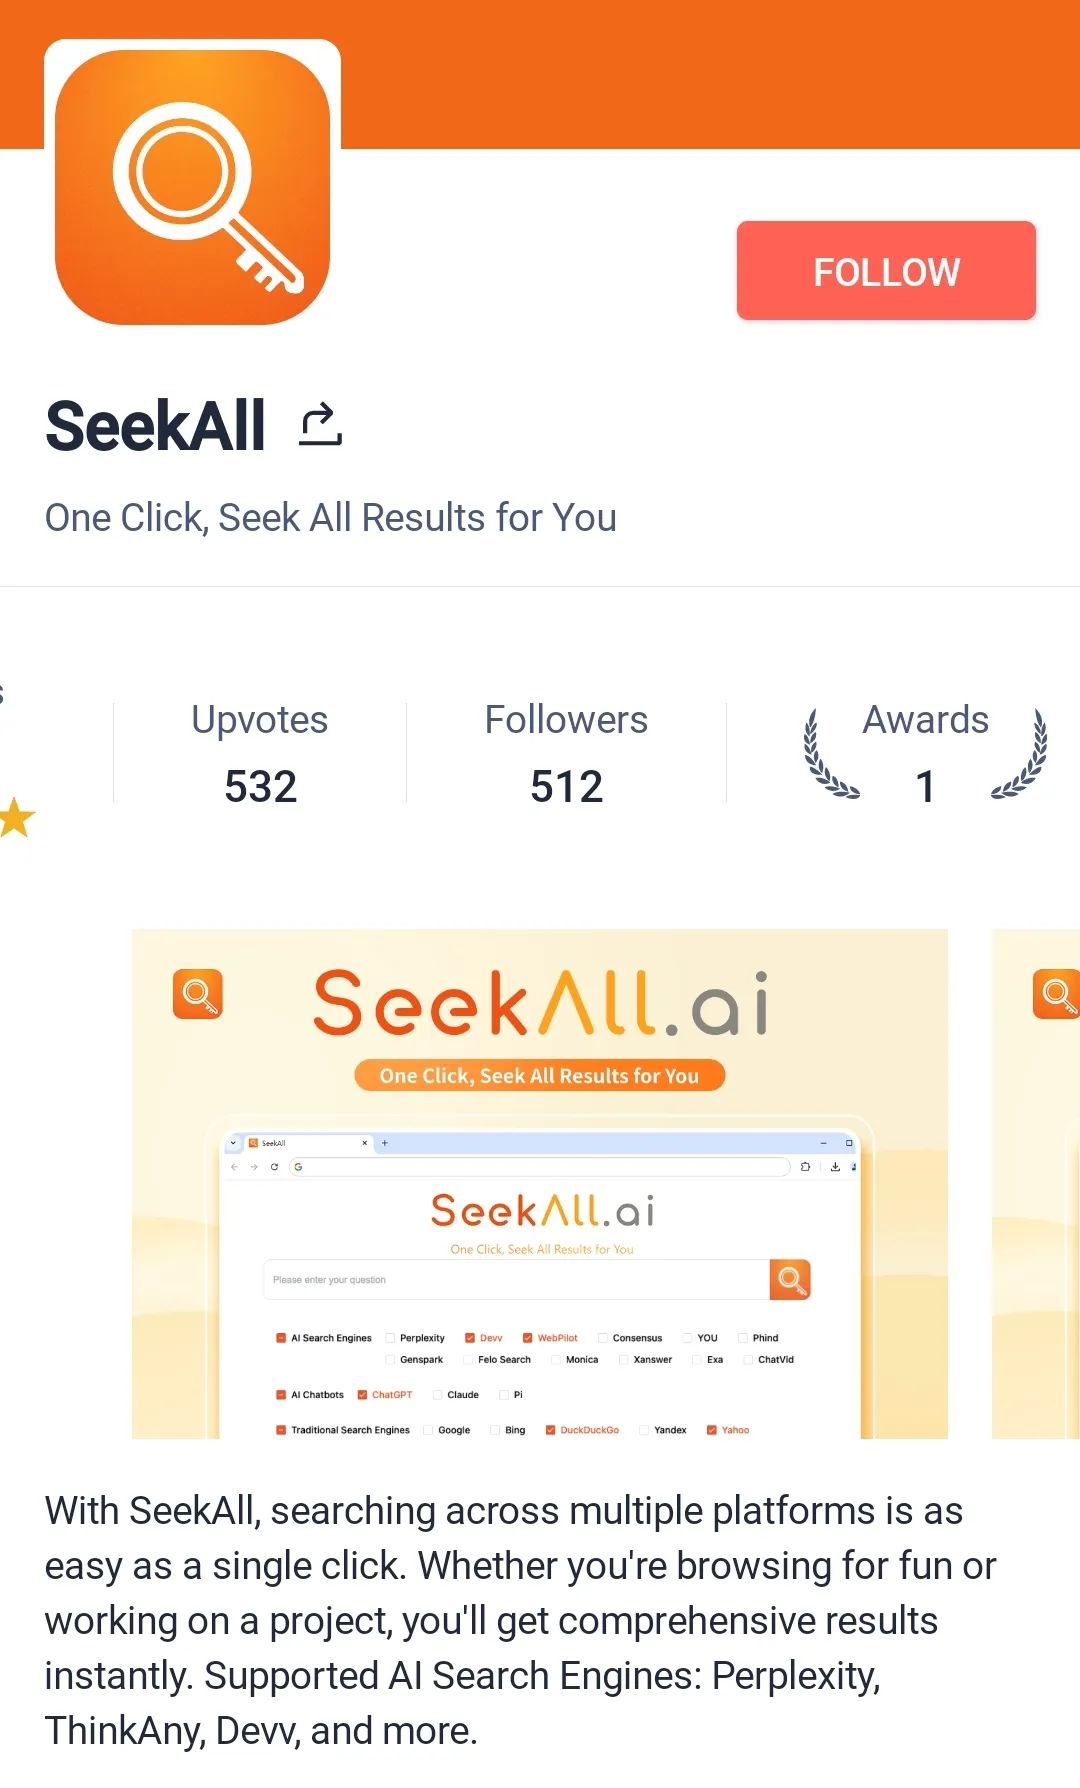 FOLLOW
SeekAll
One Click, Seek All Results for You
s
Upvotes
Followers
Awards
532
512
1
SeekAll.ai
One Click, Seek All Results for You
SeekAll
SeekAll.ai
One Click, Seek All Results for You
Please enter your question
AI Search Engines Perplexity Devv WebPilot Consensus YOU Phind
Genspark Felo Search Monica Xanswer Exa ChatVid
AI Chatbots ChatGPT Claude Pi
Traditional Search Engines Google Bing DuckDuckGo Yandex Yahoo
With SeekAll, searching across multiple platforms is as
easy as a single click. Whether you're browsing for fun or
working on a project, you'll get comprehensive results
instantly. Supported AI Search Engines: Perplexity,
ThinkAny, Devv, and more.